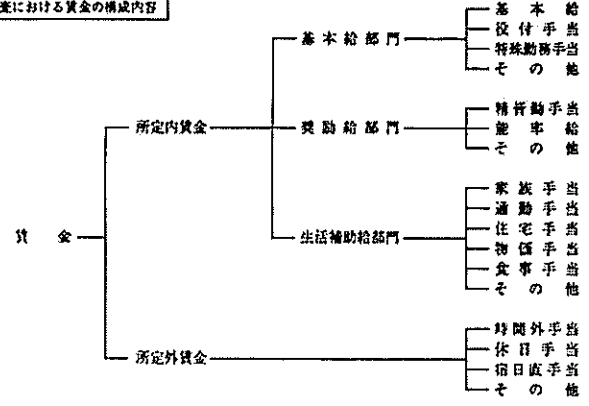 査における賃金の構成内容
基本給
役付手当
特殊勤務手当
その他
基本給部門
精皆勤手当
能率給
その他
奨励給部門
所定内賃金
家族手当
通勤手当
住宅手当
物価手当
食事手当
その他
生活補助給部門
賃金
時間外手当
休日手当
宿日直手当
その他
所定外賃金